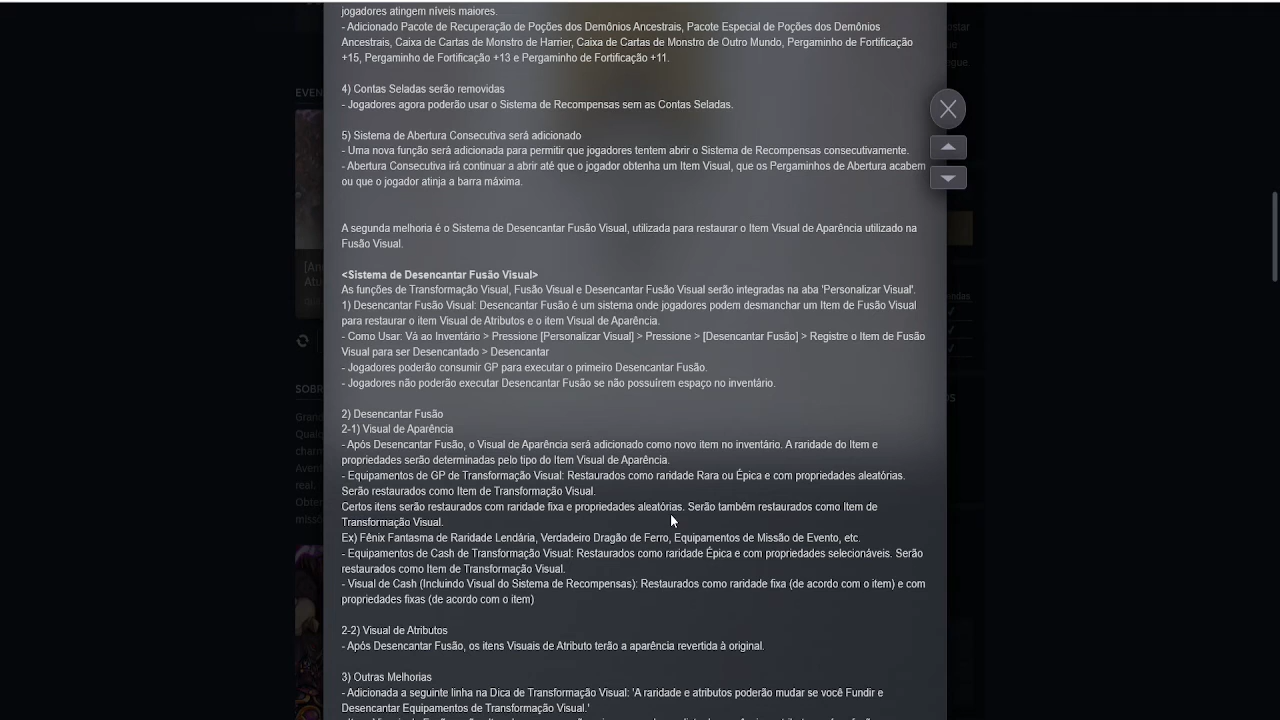 jogadores atingem níveis maiores.
- Adicionado Pacote de Recuperação de Poções dos Demônios Ancestrais, Pacote Especial de Poções dos Demônios
Ancestrais, Caixa de Cartas de Monstro de Harrier, Caixa de Cartas de Monstro de Outro Mundo, Pergaminho de Fortificação
+15, Pergaminho de Fortificação +13 e Pergaminho de Fortificação +11.
4) Contas Seladas serão removidas
- Jogadores agora poderão usar o Sistema de Recompensas sem as Contas Seladas.
5) Sistema de Abertura Consecutiva será adicionado
- Uma nova função será adicionada para permitir que jogadores tentem abrir o Sistema de Recompensas consecutivamente.
- Abertura Consecutiva irá continuar a abrir até que o jogador obtenha um Item Visual, que os Pergaminhos de Abertura acabem
ou que o jogador atinja a barra máxima.
A segunda melhoria é o Sistema de Desencantar Fusão Visual, utilizada para restaurar o Item Visual de Aparência utilizado na
Fusão Visual.
<Sistema de Desencantar Fusão Visual>
As funções de Transformação Visual, Fusão Visual e Desencantar Fusão Visual serão integradas na aba 'Personalizar Visual'.
1) Desencantar Fusão Visual: Desencantar Fusão é um sistema onde jogadores podem desmanchar um Item de Fusão Visual
para restaurar o item Visual de Atributos e o item Visual de Aparência.
- Como Usar: Vá ao Inventário > Pressione [Personalizar Visual] > Pressione > [Desencantar Fusão] > Registre o Item de Fusão
Visual para ser Desencantado > Desencantar
- Jogadores poderão consumir GP para executar o primeiro Desencantar Fusão.
- Jogadores não poderão executar Desencantar Fusão se não possuírem espaço no inventário.
2) Desencantar Fusão
2-1) Visual de Aparência
- Após Desencantar Fusão, o Visual de Aparência será adicionado como novo item no inventário. A raridade do Item e
propriedades serão determinadas pelo tipo do Item Visual de Aparência.
- Equipamentos de GP de Transformação Visual: Restaurados como raridade Rara ou Épica e com propriedades aleatórias.
Serão restaurados como Item de Transformação Visual.
Certos itens serão restaurados com raridade fixa e propriedades aleatórias. Serão também restaurados como Item de
Transformação Visual.
Ex) Fênix Fantasma de Raridade Lendária, Verdadeiro Dragão de Ferro, Equipamentos de Missão de Evento, etc.
- Equipamentos de Cash de Transformação Visual: Restaurados como raridade Épica e com propriedades selecionáveis. Serão
restaurados como Item de Transformação Visual.
- Visual de Cash (Incluindo Visual do Sistema de Recompensas): Restaurados como raridade fixa (de acordo com o item) e com
propriedades fixas (de acordo com o item)
2-2) Visual de Atributos
- Após Desencantar Fusão, os itens Visuais de Atributo terão a aparência revertida à original.
3) Outras Melhorias
- Adicionada a seguinte linha na Dica de Transformação Visual: 'A raridade e atributos poderão mudar se você Fundir e
Desencantar Equipamentos de Transformação Visual.'